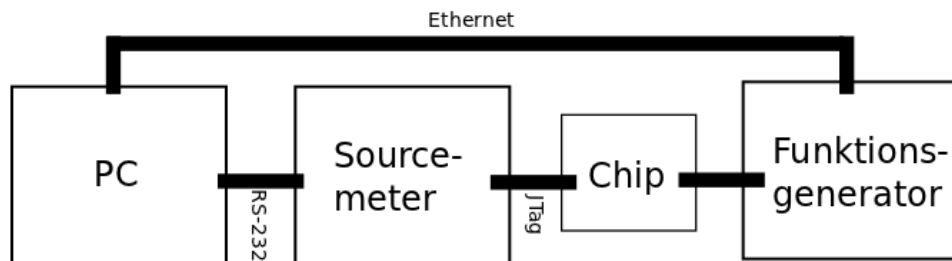 Ethernet
PC
RS-232
Source-
meter
JTag
Chip
Funktions-
generator